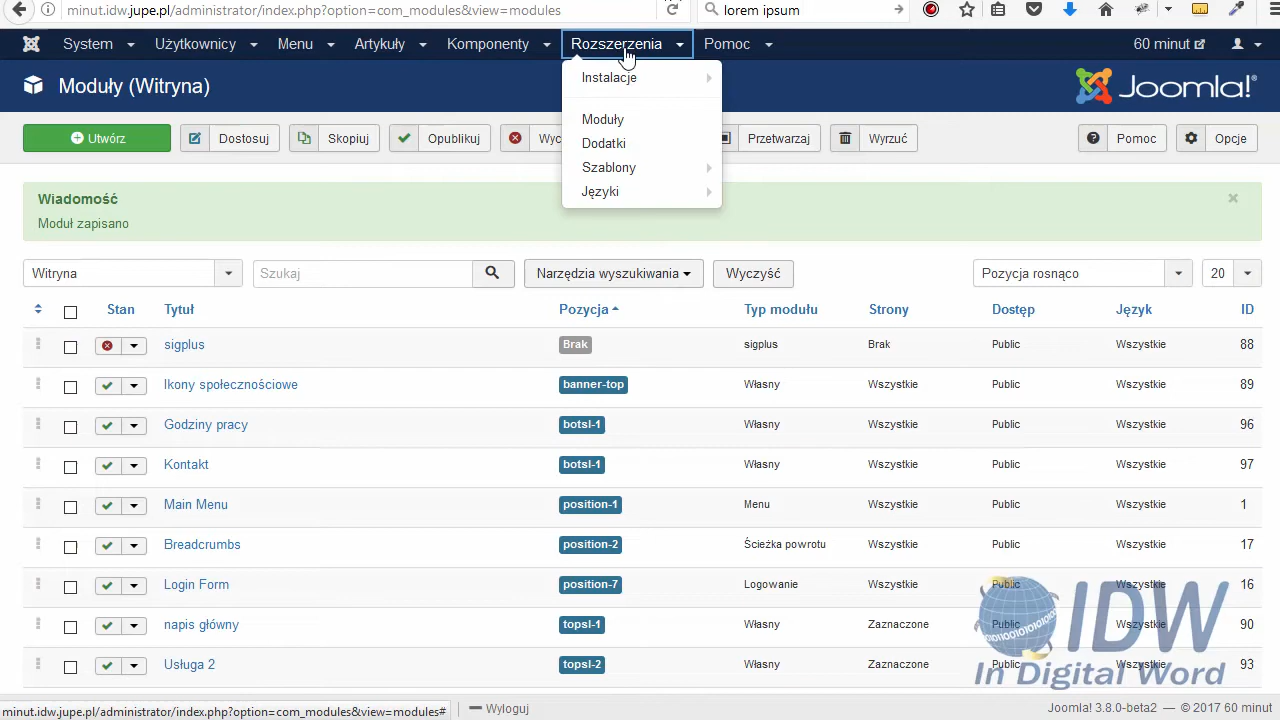 minut.idw.jupe.pl/administrator/index.php?option=com_modules&view=modules
lorem ipsum
System
Użytkownicy
Menu
Artykuły
Komponenty
Rozszerzenia
Pomoc
60 minut
Moduły (Witryna)
Joomla!®
Instalacje
Moduły
Dodatki
Szablony
Języki
Utwórz
Dostosuj
Skopiuj
Opublikuj
Wyc
Przetwarzaj
Wyrzuć
Pomoc
Opcje
Wiadomość
Moduł zapisano
Witryna
Szukaj
Narzędzia wyszukiwania
Wyczyść
Pozycja rosnąco
20
Stan Tytuł Pozycja Typ modułu Strony Dostęp Język ID
sigplus Brak sigplus Brak Public Wszystkie 88
Ikony społecznościowe banner-top Własny Wszystkie Public Wszystkie 89
Godziny pracy botsl-1 Własny Wszystkie Public Wszystkie 96
Kontakt botsl-1 Własny Wszystkie Public Wszystkie 97
Main Menu position-1 Menu Wszystkie Public Wszystkie 1
Breadcrumbs position-2 Ścieżka powrotu Wszystkie Public Wszystkie 17
Login Form position-7 Logowanie Wszystkie Public Wszystkie 16
napis główny topsl-1 Własny Zaznaczone Public Wszystkie 90
Usługa 2 topsl-2 Własny Zaznaczone Public Wszystkie 93
IDW
In Digital Word
minut.idw.jupe.pl/administrator/index.php?option=com_modules&view=modules#
Wyloguj
Joomla! 3.8.0-beta2 — © 2017 60 minut